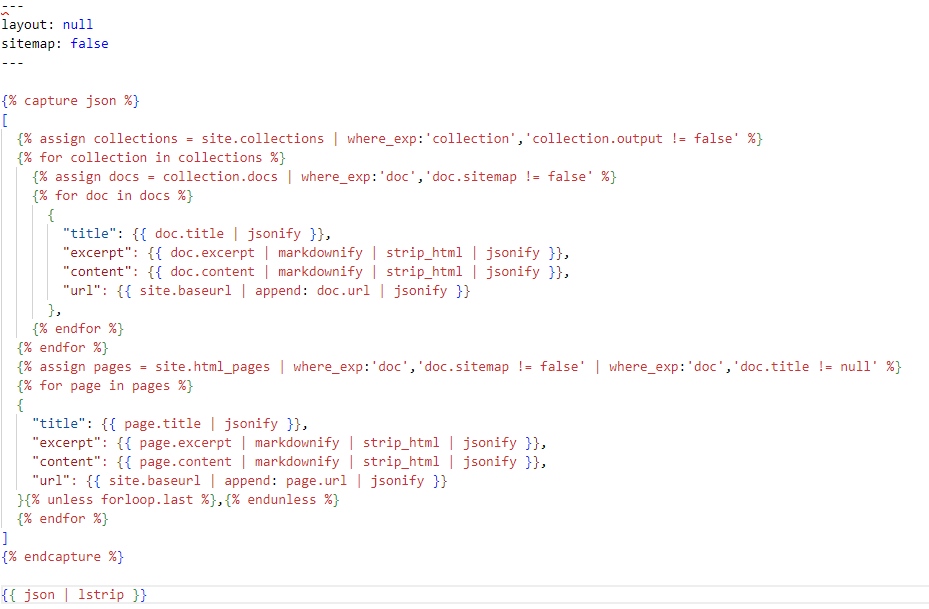 ---
layout: null
sitemap: false
---
{% capture json %}
[
{% assign collections = site.collections | where_exp:'collection','collection.output != false' %}
{% for collection in collections %}
{% assign docs = collection.docs | where_exp:'doc','doc.sitemap != false' %}
{% for doc in docs %}
{
"title": {{ doc.title | jsonify }},
"excerpt": {{ doc.excerpt | markdownify | strip_html | jsonify }},
"content": {{ doc.content | markdownify | strip_html | jsonify }},
"url": {{ site.baseurl | append: doc.url | jsonify }}
},
{% endfor %}
{% endfor %}
{% assign pages = site.html_pages | where_exp:'doc','doc.sitemap != false' | where_exp:'doc','doc.title != null' %}
{% for page in pages %}
{
"title": {{ page.title | jsonify }},
"excerpt": {{ page.excerpt | markdownify | strip_html | jsonify }},
"content": {{ page.content | markdownify | strip_html | jsonify }},
"url": {{ site.baseurl | append: page.url | jsonify }}
}{% unless forloop.last %},{% endunless %}
{% endfor %}
]
{% endcapture %}
{{ json | lstrip }}